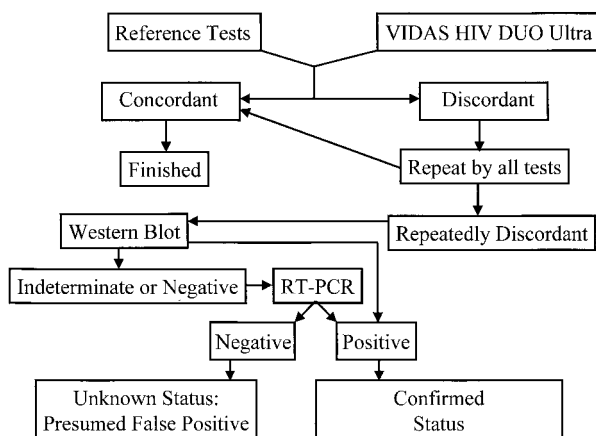 Reference Tests
VIDAS HIV DUO Ultra
Concordant
Discordant
Finished
Repeat by all tests
Western Blot
Repeatedly Discordant
Indeterminate or Negative
RT-PCR
Negative
Positive
Unknown Status:
Presumed False Positive
Confirmed
Status